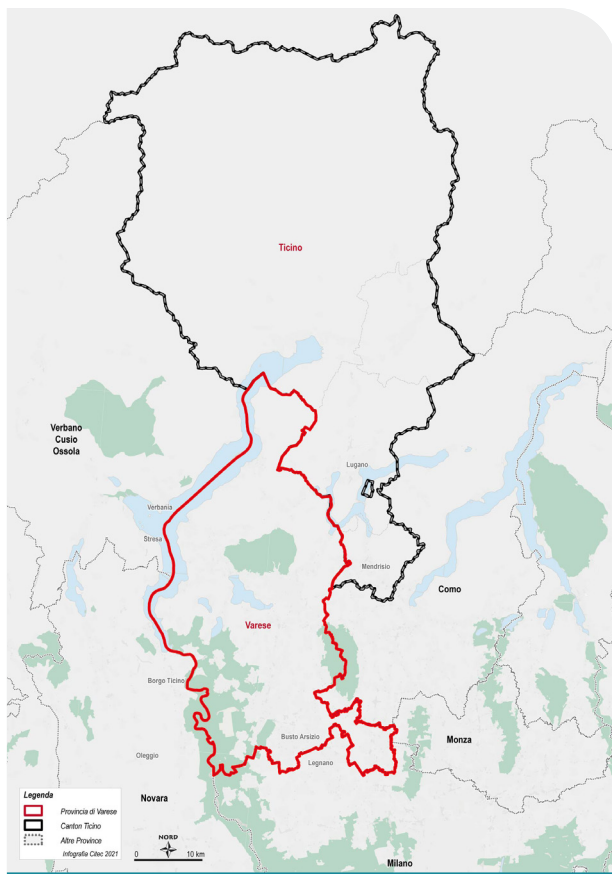 Ticino
Verbano
Cusio
Ossola
Lugano
Verbania
Stresa
Mendrisio
Como
Varese
Borgo Ticino
Busto Arsizio
Monza
Oleggio
Legnano
Novara
Legenda
Provincia di Varese
Canton Ticino
Altre Province
Infografia Citec 2021
NORD
0 10 km
Milano